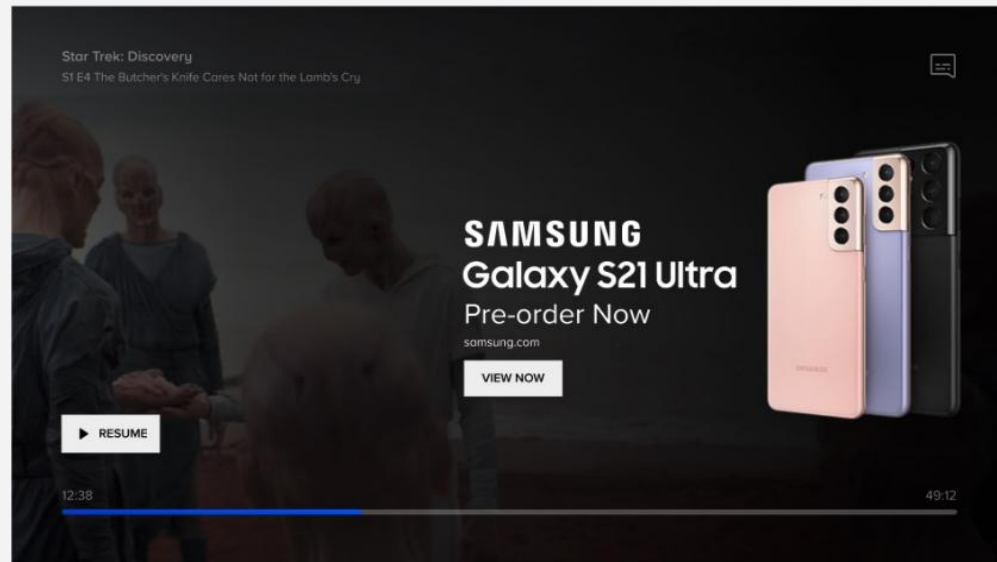 Star Trek: Discovery
S1 E4 The Butcher's Knife Cares Not for the Lamb's Cry
SAMSUNG
Galaxy S21 Ultra
Pre-order Now
samsung.com
VIEW NOW
SAMSUNG
RESUME
12:38
49:12